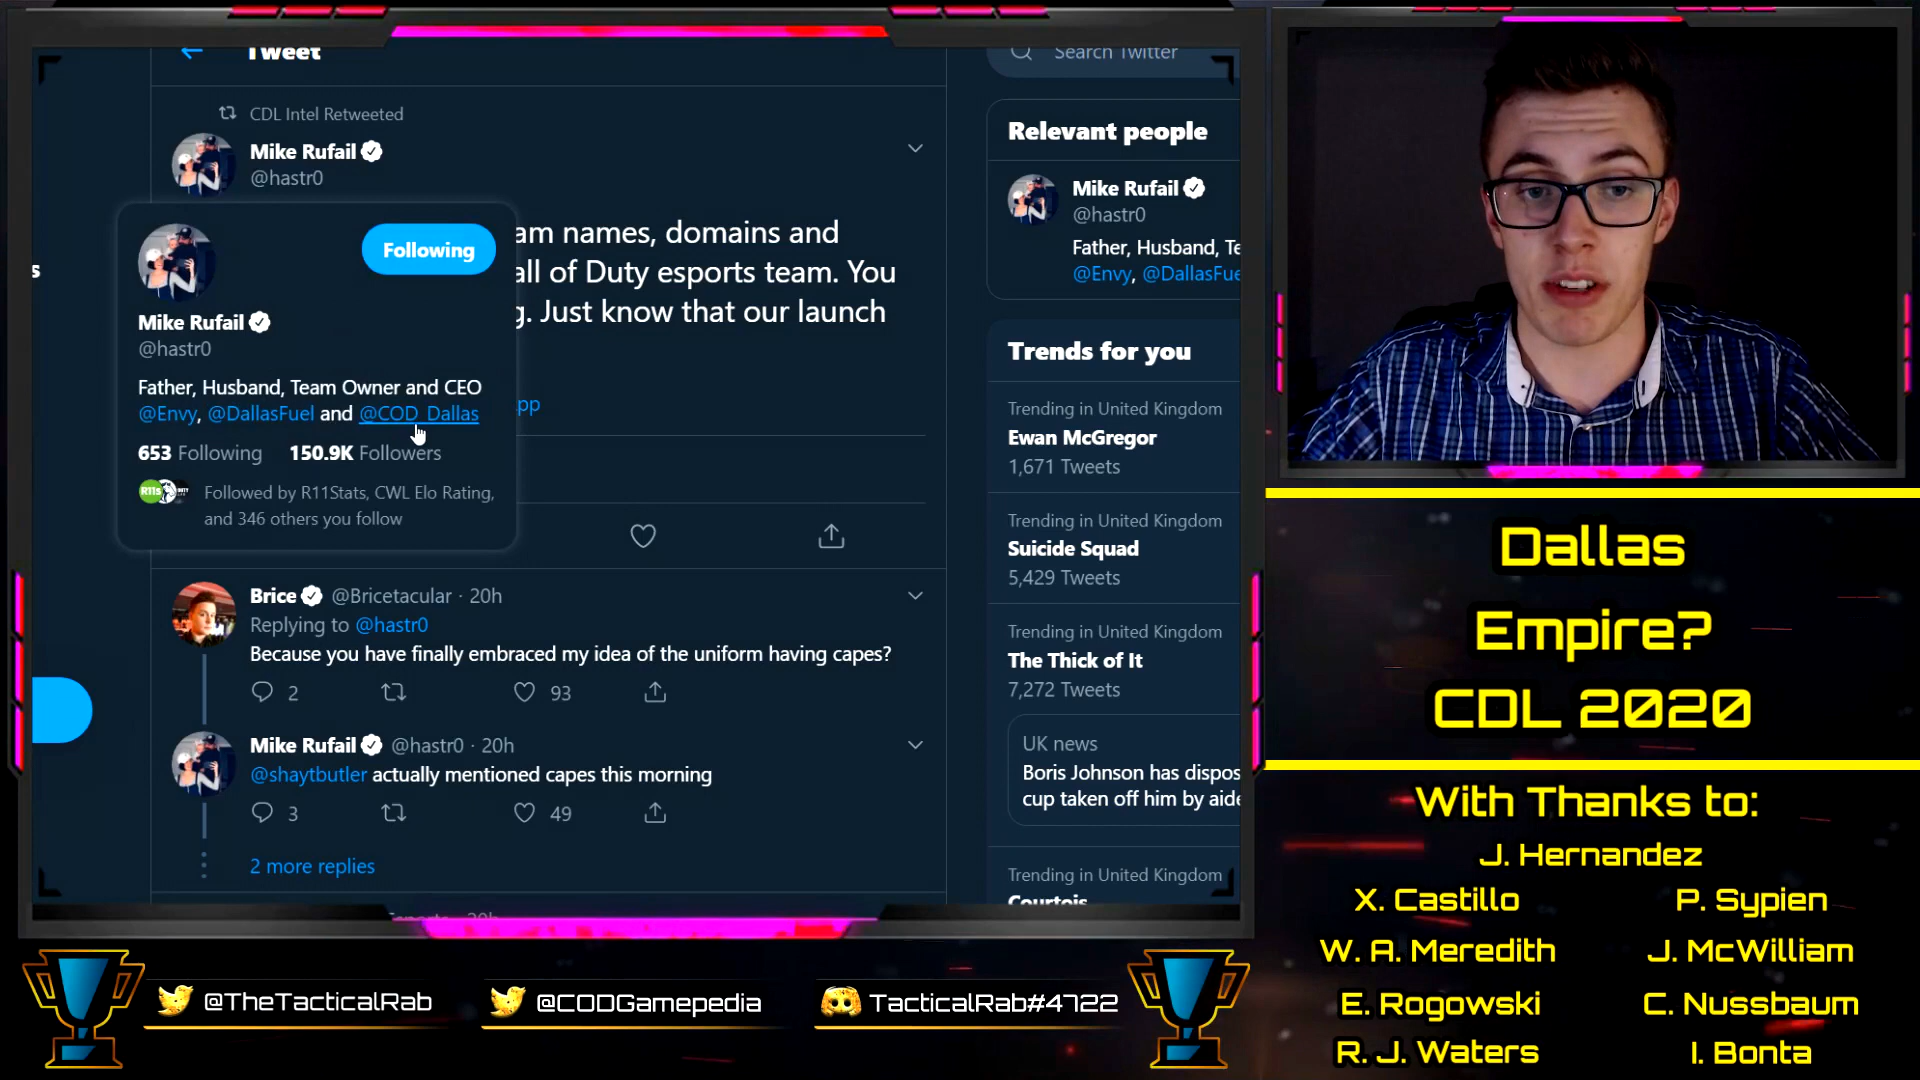 Tweet
Search Twitter
CDL Intel Retweeted
Mike Rufail
@hastr0
am names, domains and
all of Duty esports team. You
g. Just know that our launch
pp
Following
Mike Rufail
@hastr0
Father, Husband, Team Owner and CEO
@Envy, @DallasFuel and @COD_Dallas
653 Following 150.9K Followers
R11s
Followed by R11Stats, CWL Elo Rating,
and 346 others you follow
s
Brice @Bricetacular · 20h
Replying to @hastr0
Because you have finally embraced my idea of the uniform having capes?
2 93
Mike Rufail @hastr0 · 20h
@shaytbutler actually mentioned capes this morning
3 49
2 more replies
Esports · 20h
Relevant people
Mike Rufail
@hastr0
Father, Husband, Te
@Envy, @DallasFue
Trends for you
Trending in United Kingdom
Ewan McGregor
1,671 Tweets
Trending in United Kingdom
Suicide Squad
5,429 Tweets
Trending in United Kingdom
The Thick of It
7,272 Tweets
UK news
Boris Johnson has dispos
cup taken off him by aide
Trending in United Kingdom
Courtois
Dallas
Empire?
CDL 2020
With Thanks to:
J. Hernandez
X. Castillo P. Sypien
W. A. Meredith J. McWilliam
E. Rogowski C. Nussbaum
R. J. Waters I. Bonta
@TheTacticalRab @CODGamepedia TacticalRab#4722